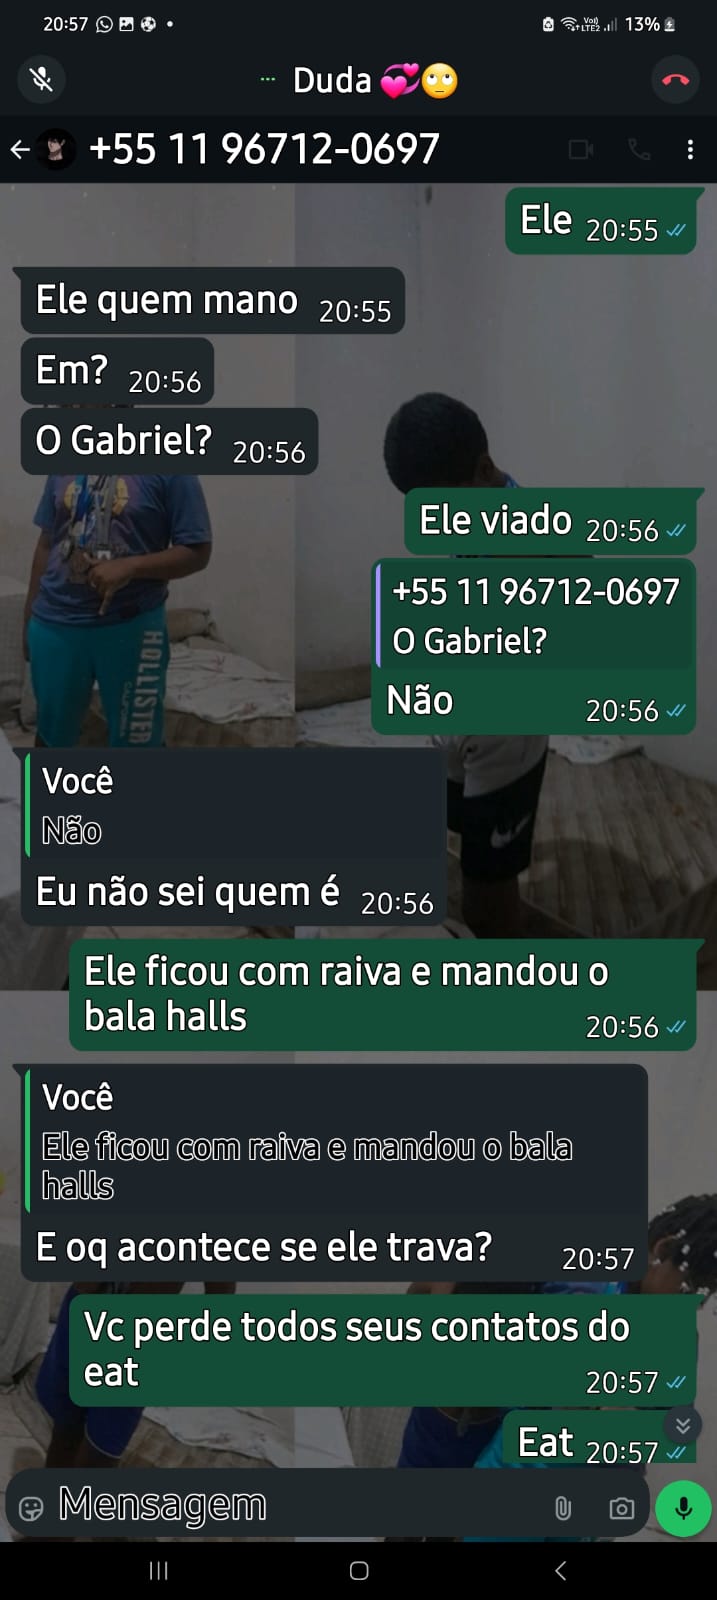 20:57
Vo))
LTE2
13%
Duda
+55 11 96712-0697
Ele 20:55
Ele quem mano 20:55
Em? 20:56
O Gabriel? 20:56
Ele viado 20:56
+55 11 96712-0697
O Gabriel?
Não 20:56
HOLLISTER
CALIFORNIA
Você
Não
Eu não sei quem é 20:56
Ele ficou com raiva e mandou o
bala halls 20:56
Você
Ele ficou com raiva e mandou o bala
halls
E oq acontece se ele trava? 20:57
Vc perde todos seus contatos do
eat 20:57
Eat 20:57
Mensagem